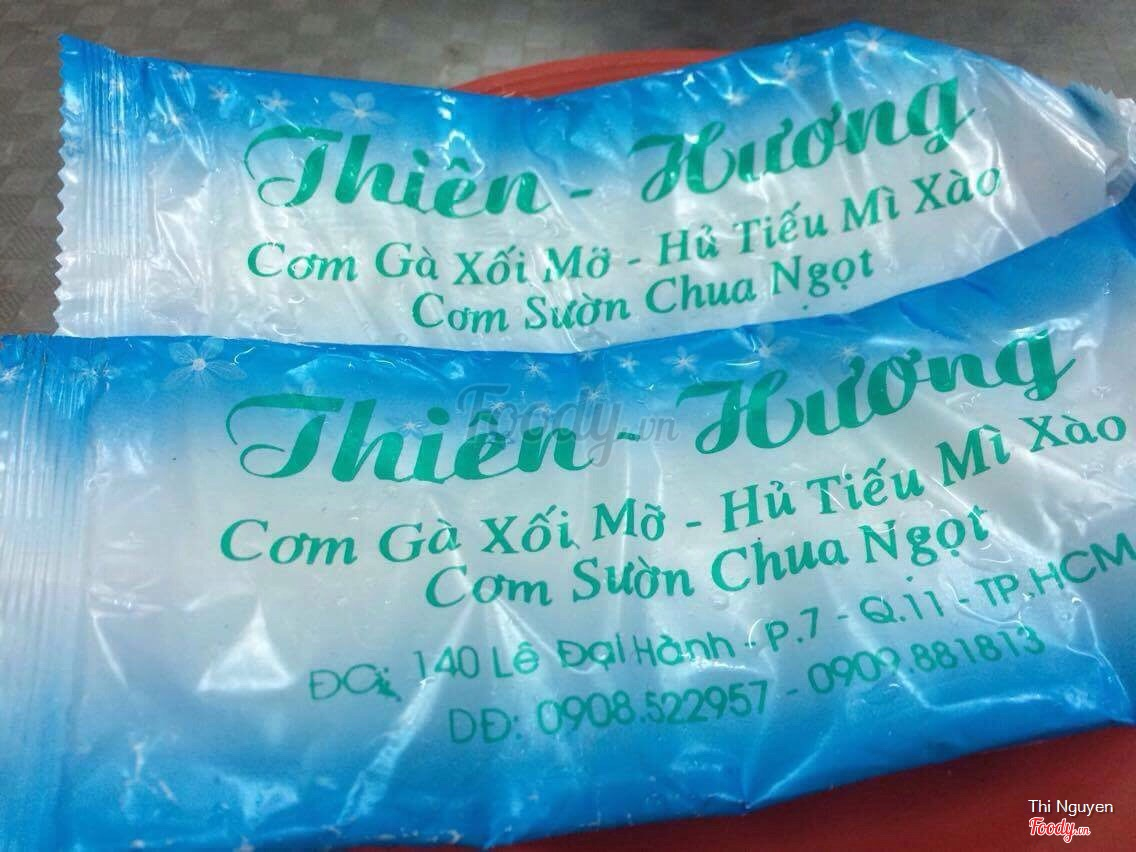 Thiên - Hương
Cơm Gà Xối Mỡ - Hủ Tiếu Mì Xào
Cơm Sườn Chua Ngọt
Foody.vn
Thiên - Hương
Cơm Gà Xối Mỡ - Hủ Tiếu Mì Xào
Cơm Sườn Chua Ngọt
ĐC: 140 Lê Đại Hành - P.7 - Q.11 - TP.HCM
DĐ: 0908.522957 - 0909.881813
Thi Nguyen
Foody.vn